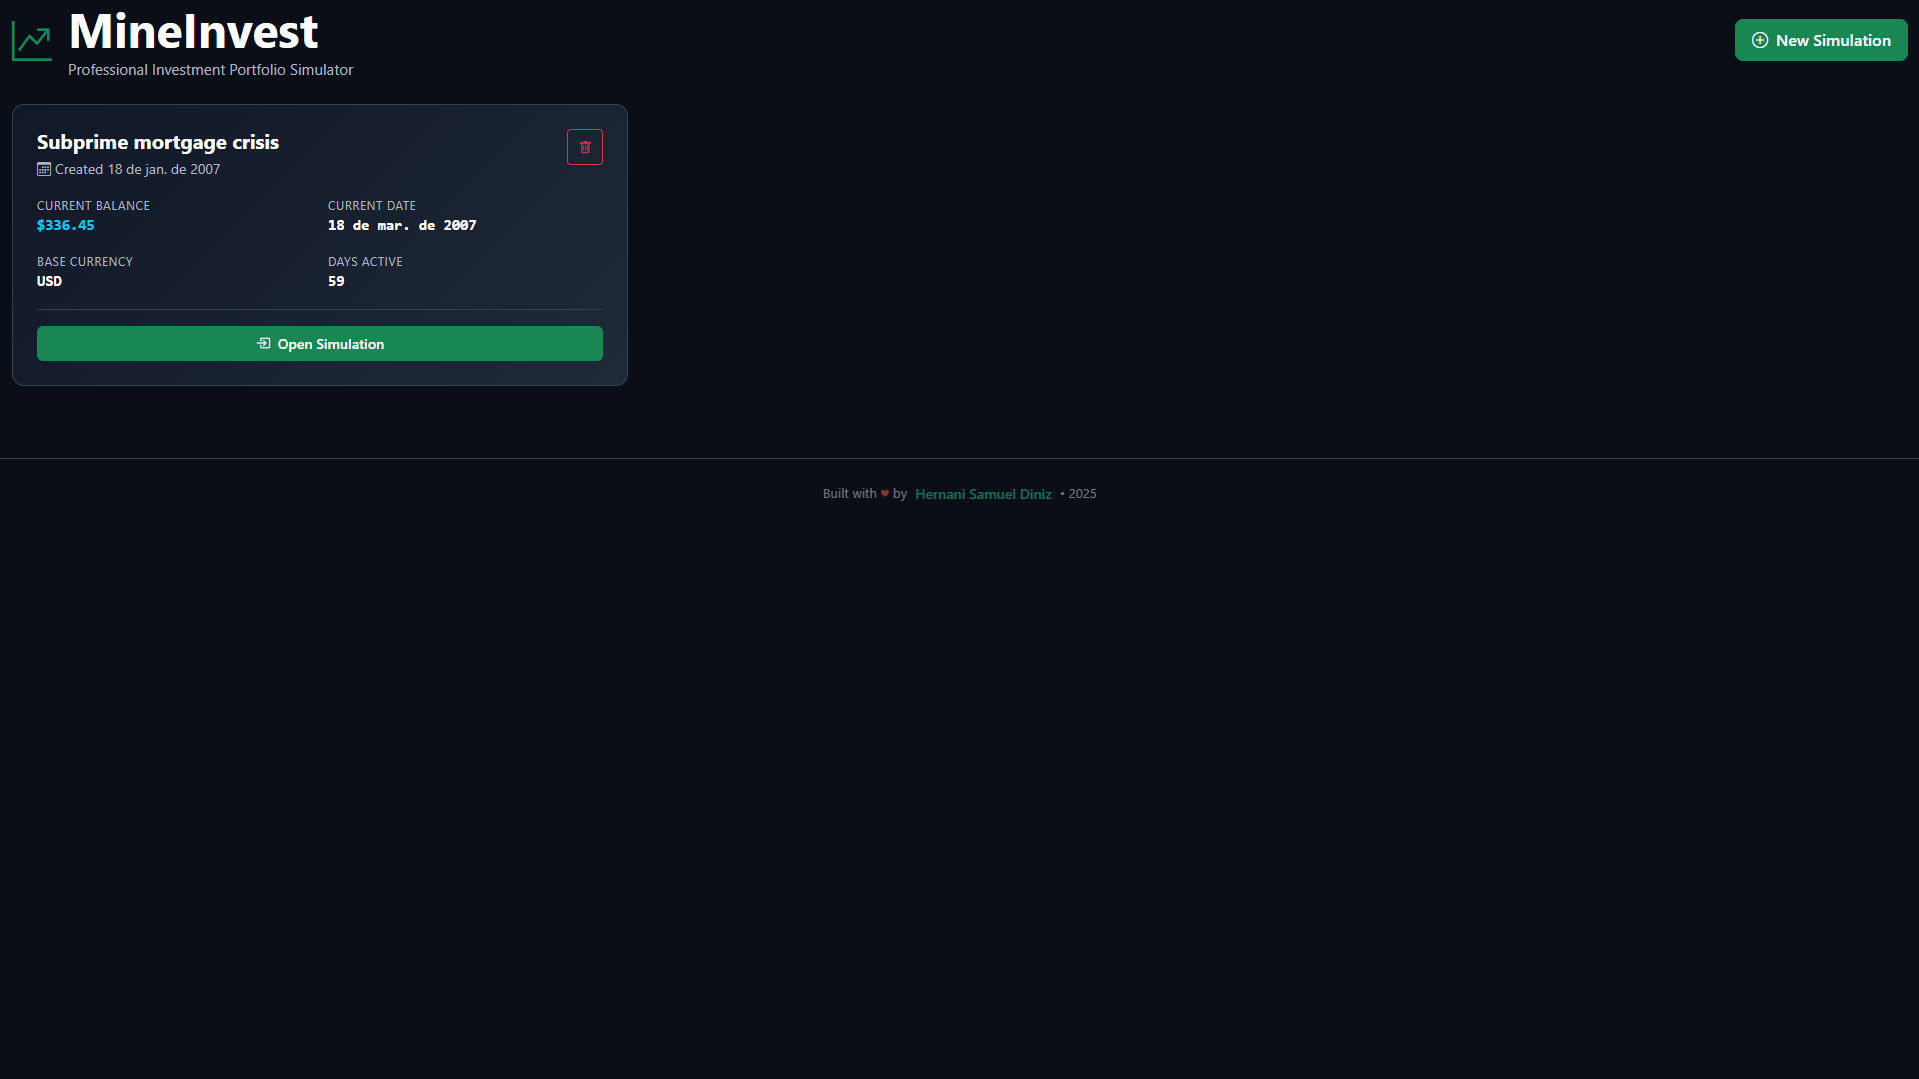 MineInvest
Professional Investment Portfolio Simulator
New Simulation
Subprime mortgage crisis
Created 18 de jan. de 2007
CURRENT BALANCE
$336.45
CURRENT DATE
18 de mar. de 2007
BASE CURRENCY
USD
DAYS ACTIVE
59
Open Simulation
Built with ♥ by Hernani Samuel Diniz • 2025